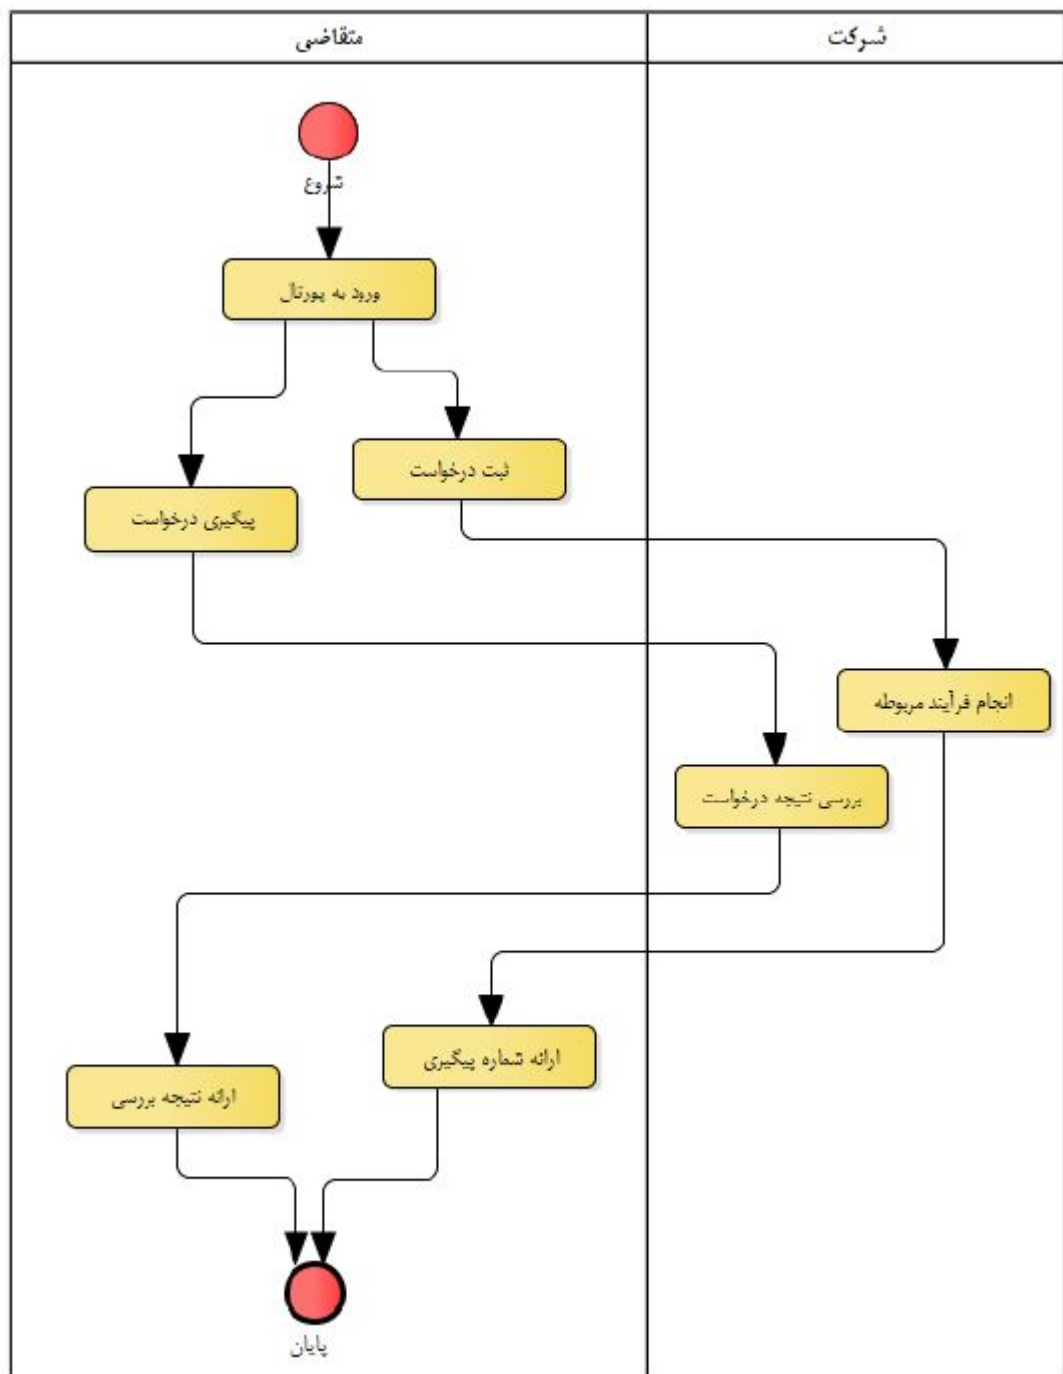 شرکت
متقاضی
شروع
ورود به پورتال
ثبت درخواست
پیگیری درخواست
انجام فرآیند مربوطه
بررسی نتیجه درخواست
ارائه شماره پیگیری
ارائه نتیجه بررسی
پایان